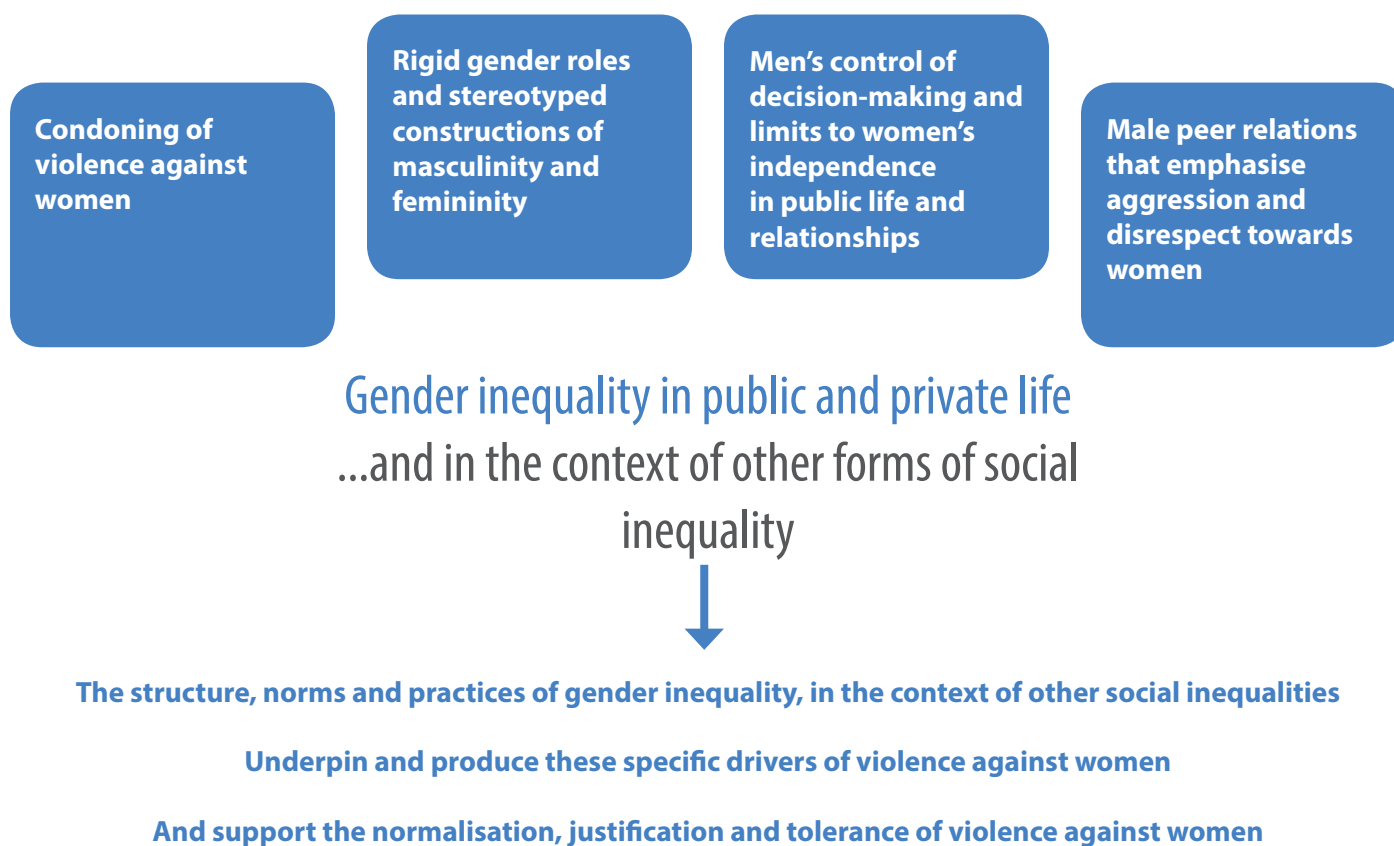 Condoning of
violence against
women
Rigid gender roles
and stereotyped
constructions of
masculinity and
femininity
Men’s control of
decision-making and
limits to women’s
independence
in public life and
relationships
Male peer relations
that emphasise
aggression and
disrespect towards
women
Gender inequality in public and private life
...and in the context of other forms of social
inequality
The structure, norms and practices of gender inequality, in the context of other social inequalities
Underpin and produce these specific drivers of violence against women
And support the normalisation, justification and tolerance of violence against women